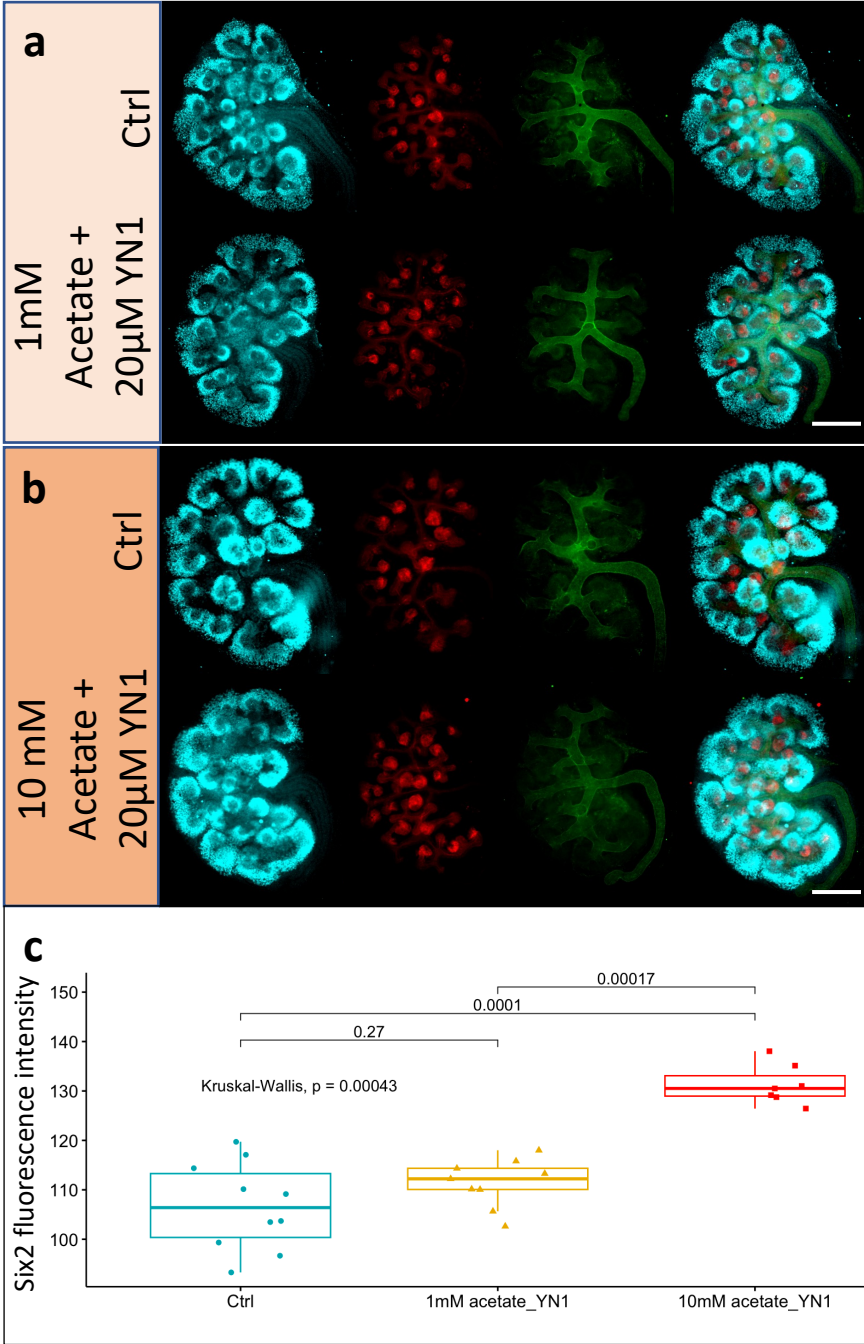 a
Ctrl
1mM
Acetate +
20µM YN1
b
Ctrl
10 mM
Acetate +
20µM YN1
c
Six2 fluorescence intensity
150
140
130
120
110
100
0.00017
0.0001
0.27
Kruskal-Wallis, p = 0.00043
Ctrl
1mM acetate_YN1
10mM acetate_YN1